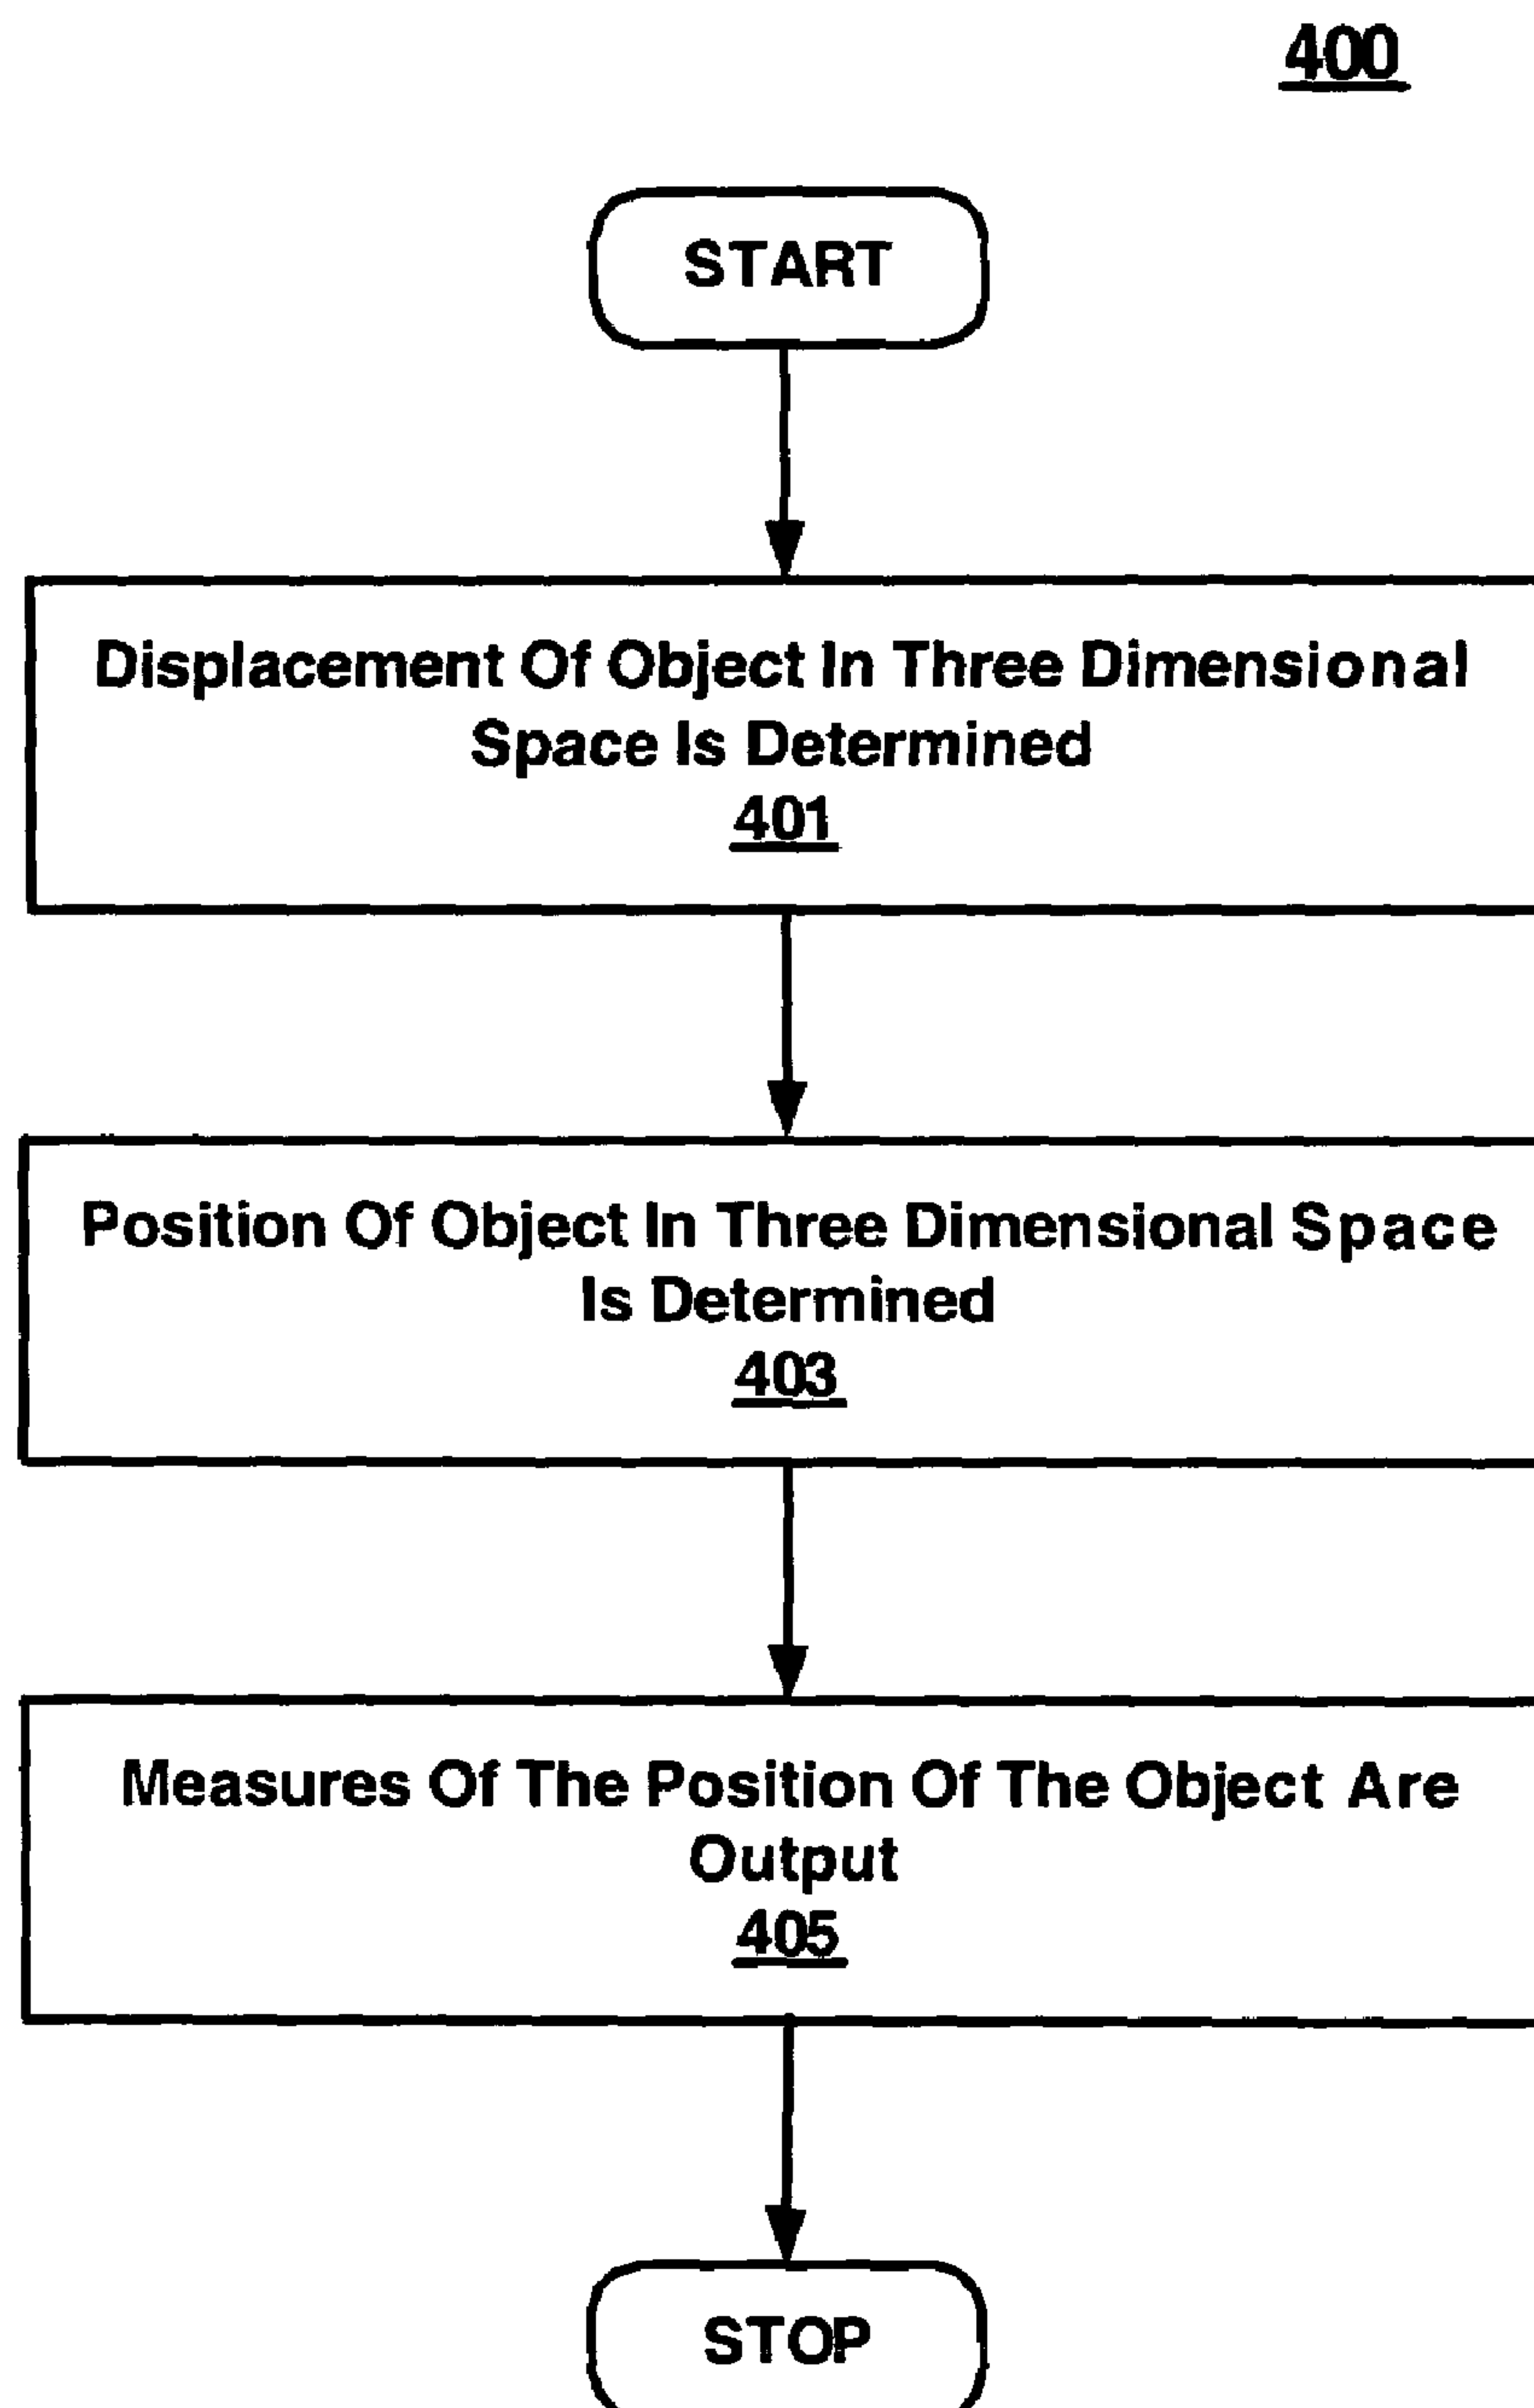 400
START
Displacement Of Object In Three Dimensional
Space Is Determined
401
Position Of Object In Three Dimensional Space
Is Determined
403
Measures Of The Position Of The Object Are
Output
405
STOP